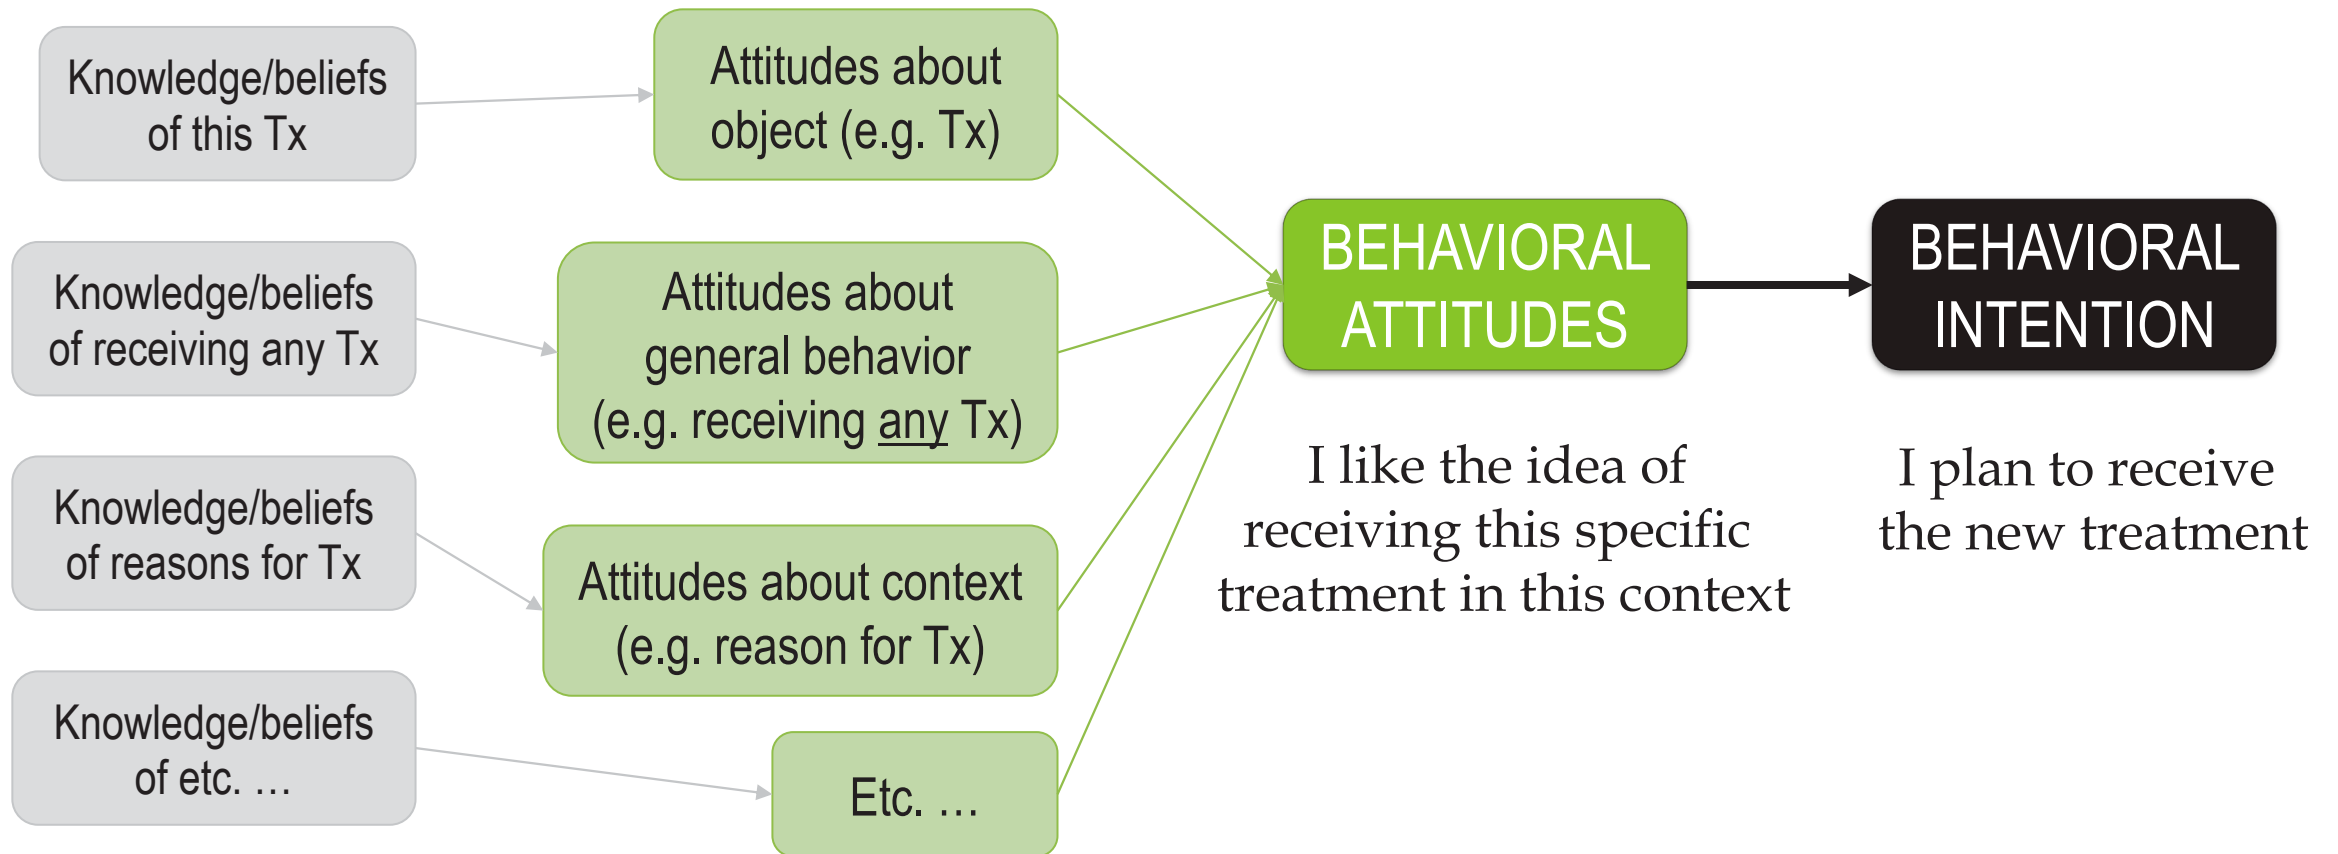 Knowledge/beliefs
of this Tx
Attitudes about
object (e.g. Tx)
Knowledge/beliefs
of receiving any Tx
Attitudes about
general behavior
(e.g. receiving any Tx)
Knowledge/beliefs
of reasons for Tx
Attitudes about context
(e.g. reason for Tx)
Knowledge/beliefs
of etc. …
Etc. …
BEHAVIORAL
ATTITUDES
I like the idea of
receiving this specific
treatment in this context
BEHAVIORAL
INTENTION
I plan to receive
the new treatment